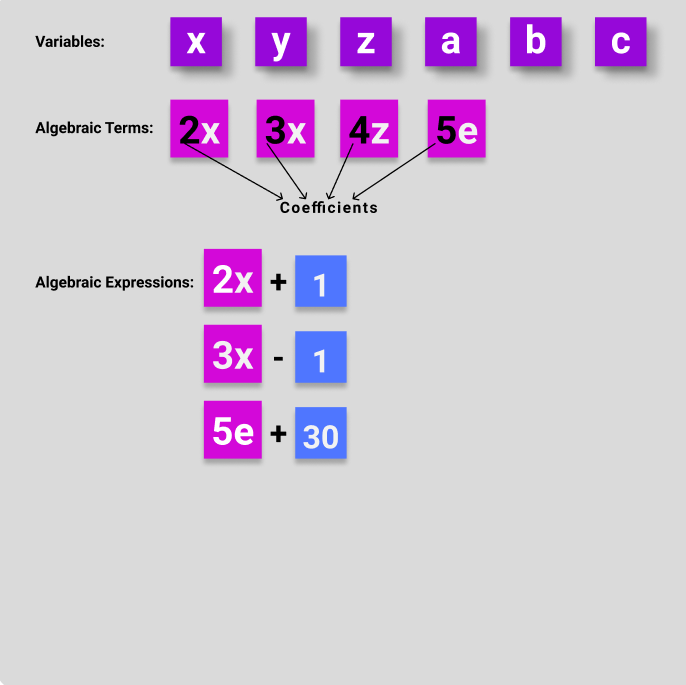 Variables: x y z a b c
Algebraic Terms: 2x 3x 4z 5e
Coefficients
Algebraic Expressions: 2x + 1
3x - 1
5e + 30